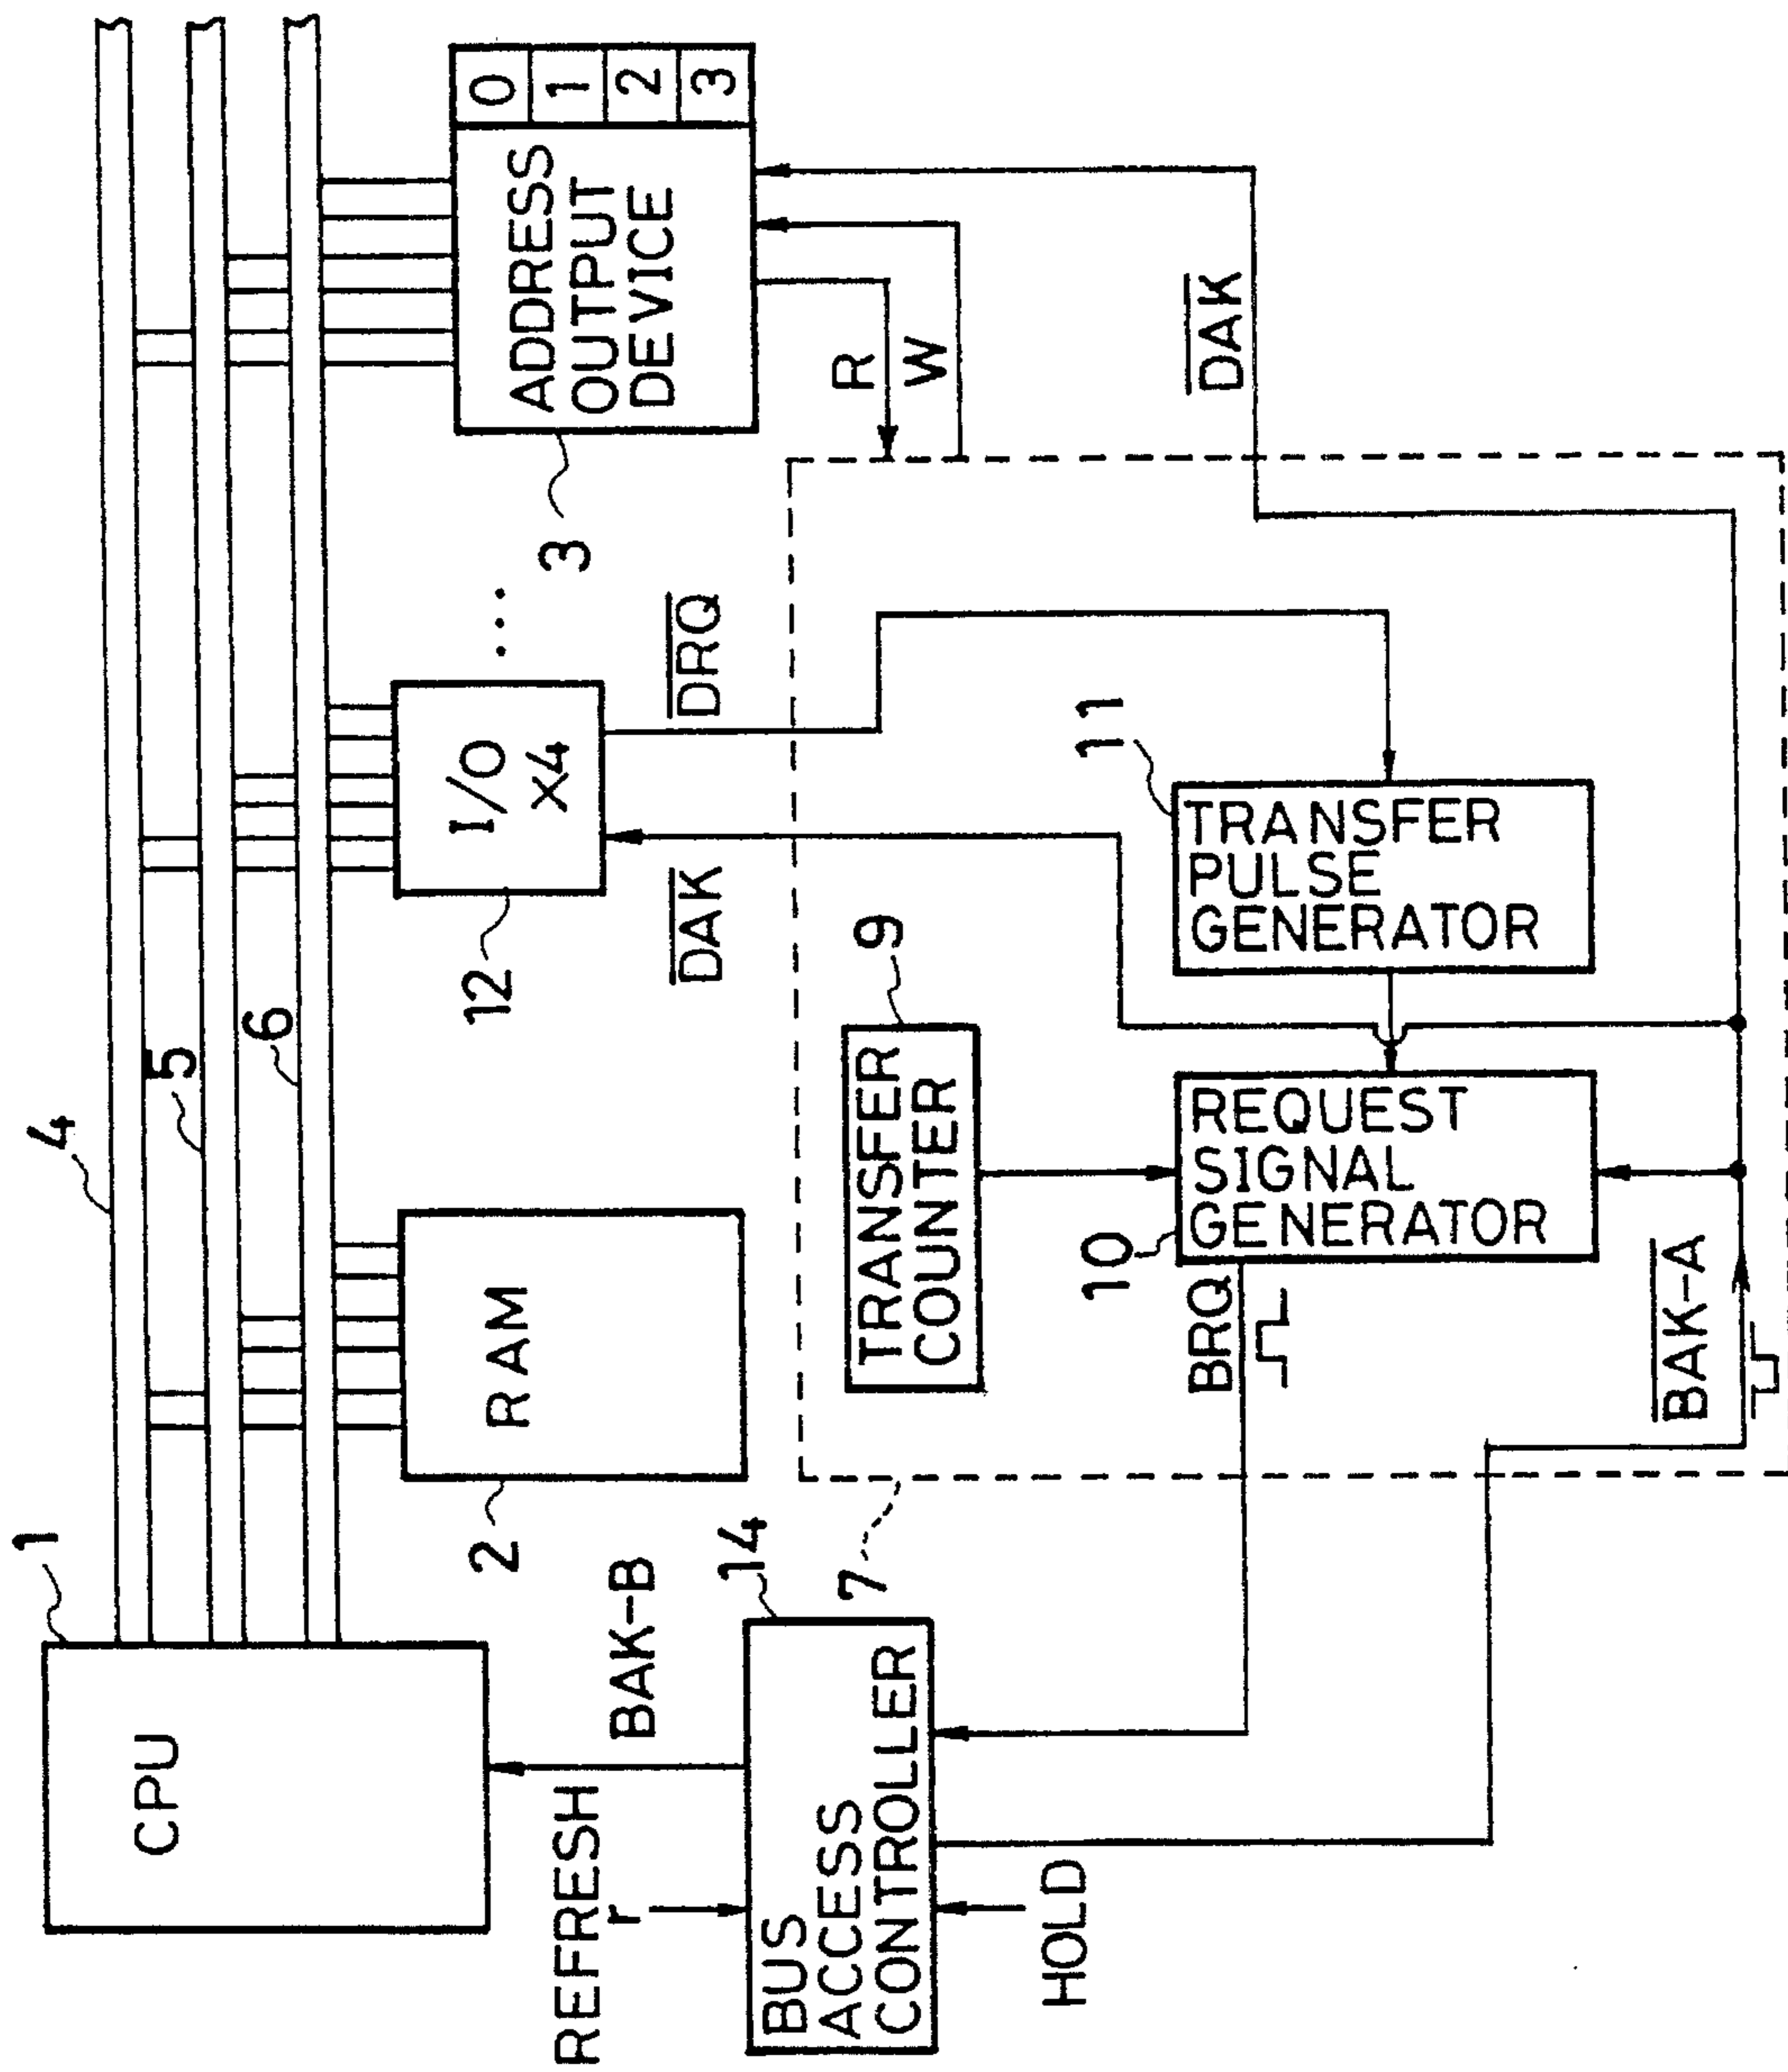 1
CPU
4
5
6
RAM
2
I/O
x4
12
...
ADDRESS
OUTPUT
DEVICE
0
1
2
3
3
REFRESH
r
BAK-B
BUS
ACCESS
CONTROLLER
14
HOLD
7
DAK
DRQ
R
W
DAK
TRANSFER
COUNTER
9
BRQ
10
REQUEST
SIGNAL
GENERATOR
11
TRANSFER
PULSE
GENERATOR
BAK-A